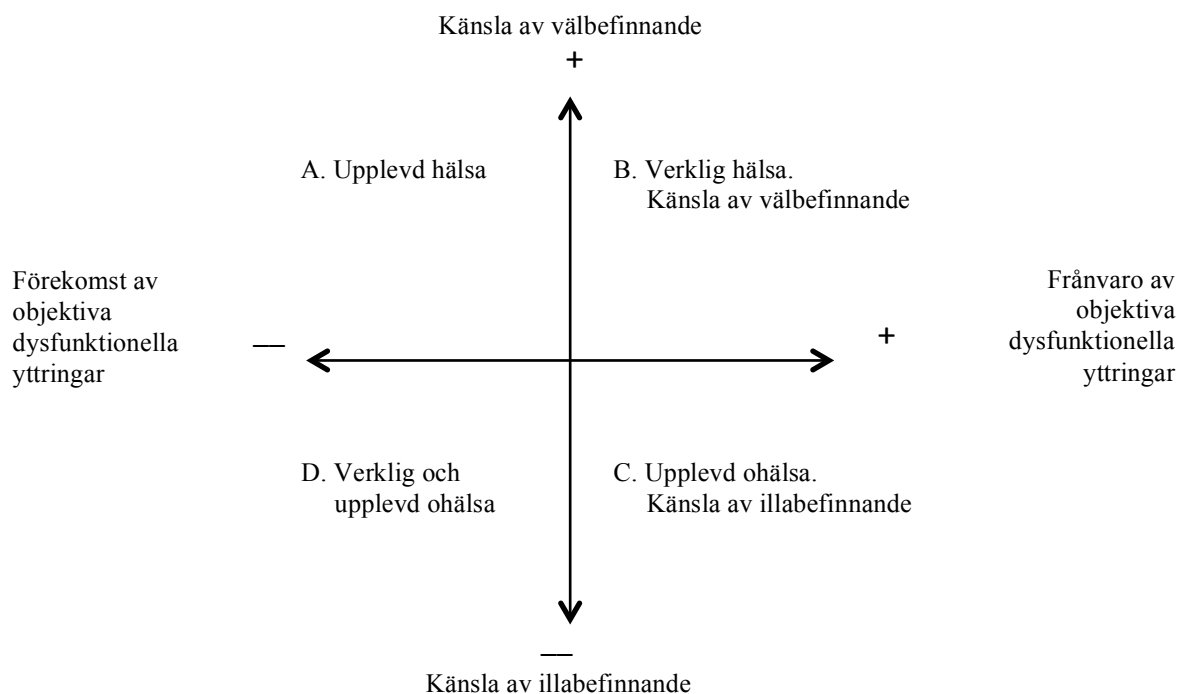 Känsla av välbefinnande
+
A. Upplevd hälsa
B. Verklig hälsa.
Känsla av välbefinnande
Förekomst av
objektiva
dysfunktionella
yttringar
—
+
Frånvaro av
objektiva
dysfunktionella
yttringar
D. Verklig och
upplevd ohälsa
C. Upplevd ohälsa.
Känsla av illabefinnande
—
Känsla av illabefinnande